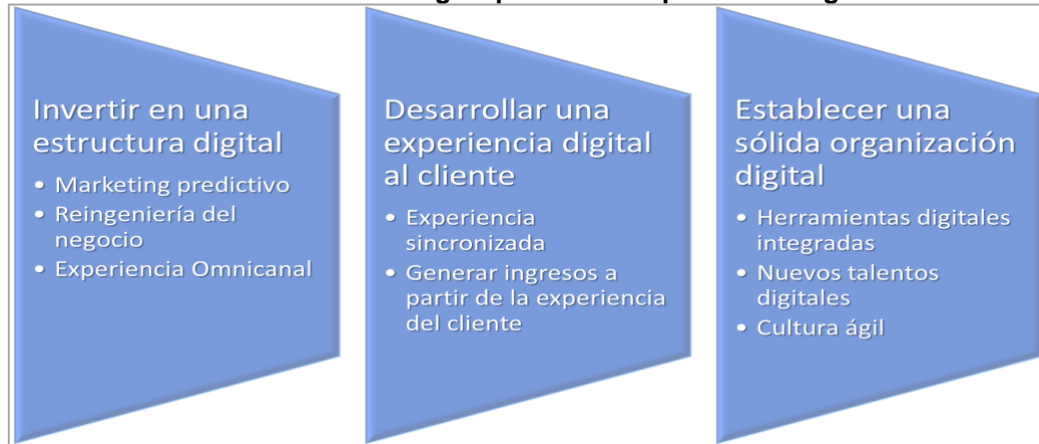 Invertir en una
estructura digital
• Marketing predictivo
• Reingeniería del
negocio
• Experiencia Omnicanal
Desarrollar una
experiencia digital
al cliente
• Experiencia
sincronizada
• Generar ingresos a
partir de la experiencia
del cliente
Establecer una
sólida organización
digital
• Herramientas digitales
integradas
• Nuevos talentos
digitales
• Cultura ágil